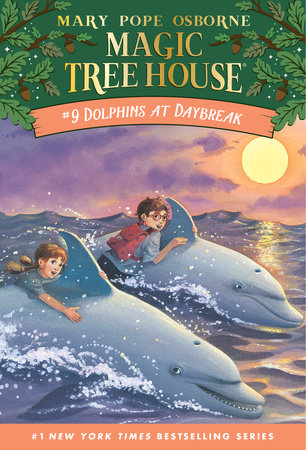 MARY POPE OSBORNE
MAGIC
TREE HOUSE®
#9 DOLPHINS AT DAYBREAK
#1 NEW YORK TIMES BESTSELLING SERIES